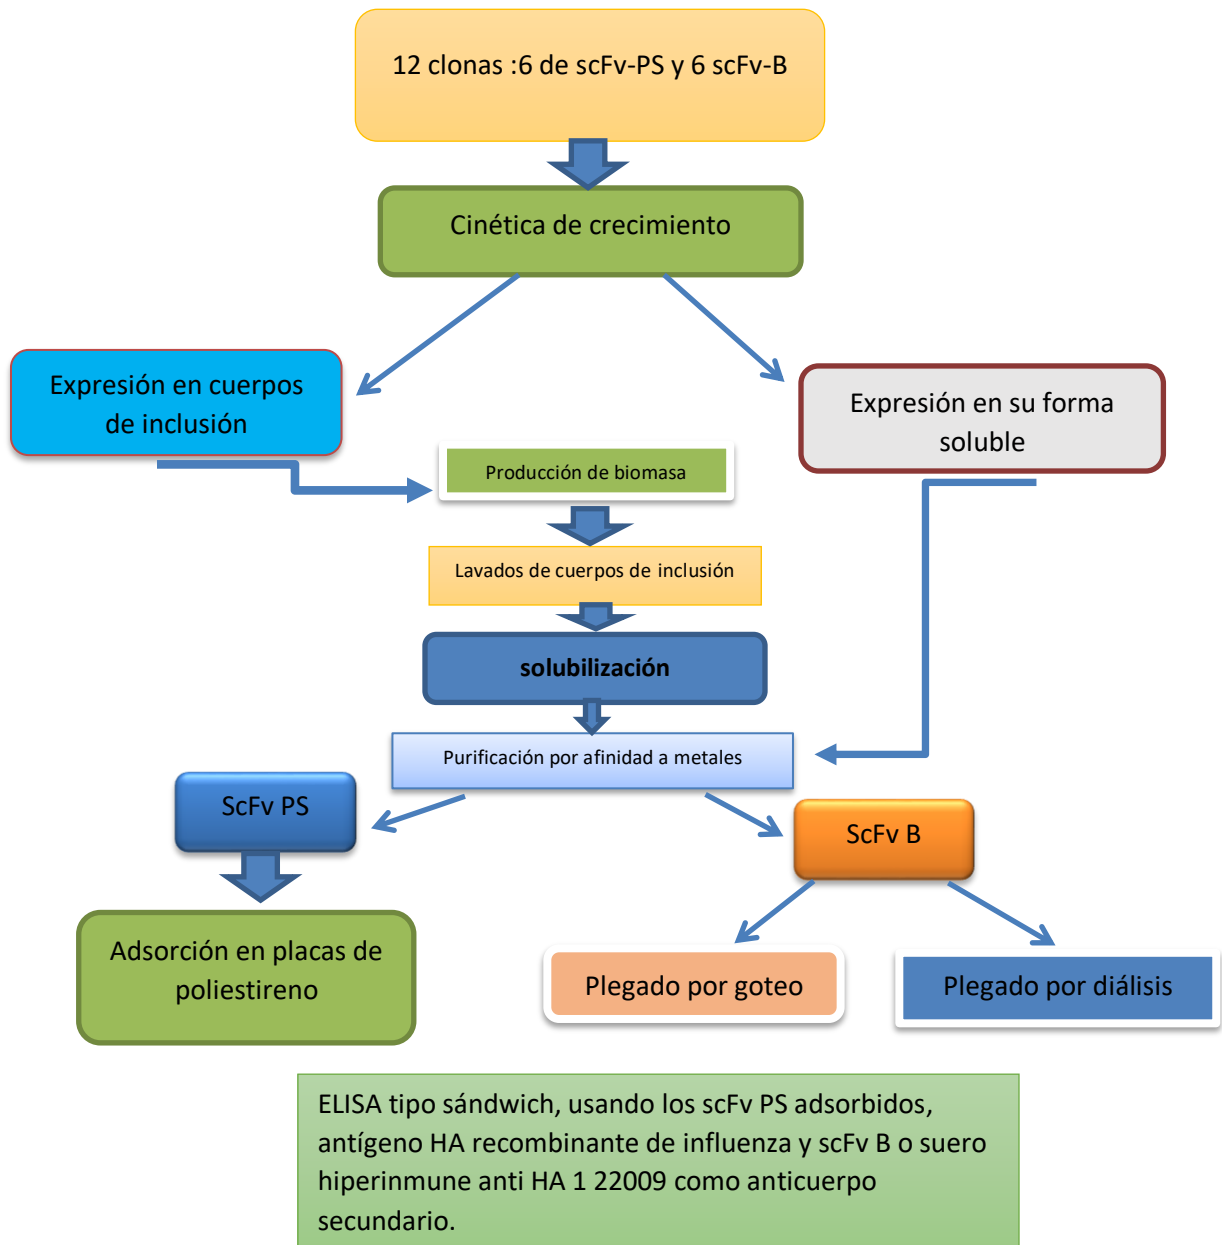 12 clonas :6 de scFv-PS y 6 scFv-B
Cinética de crecimiento
Expresión en cuerpos
de inclusión
Expresión en su forma
soluble
Producción de biomasa
Lavados de cuerpos de inclusión
solubilización
Purificación por afinidad a metales
ScFv PS
ScFv B
Adsorción en placas de
poliestireno
Plegado por goteo
Plegado por diálisis
ELISA tipo sándwich, usando los scFv PS adsorbidos,
antígeno HA recombinante de influenza y scFv B o suero
hiperinmune anti HA 1 22009 como anticuerpo
secundario.